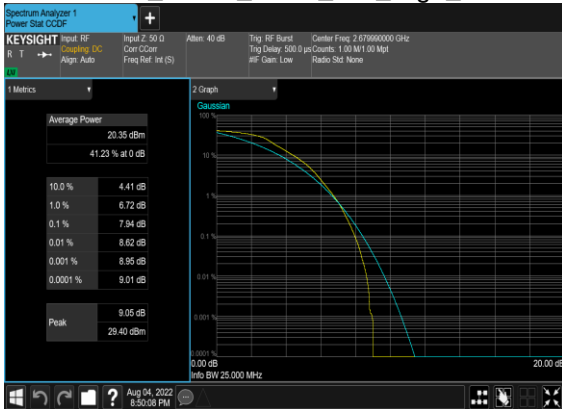 Spectrum Analyzer 1
Power Stat CCDF
KEYSIGHT
R T
LXI
Input: RF
Coupling: DC
Align: Auto
Input Z: 50 Ω
Corr CCorr
Freq Ref: Int (S)
Atten: 40 dB
Trig: RF Burst
Trig Delay: 500.0 µs
#IF Gain: Low
Center Freq: 2.679990000 GHz
Counts: 1.00 M/1.00 Mpt
Radio Std: None
1 Metrics
Average Power
20.35 dBm
41.23 % at 0 dB
10.0 % 4.41 dB
1.0 % 6.72 dB
0.1 % 7.94 dB
0.01 % 8.62 dB
0.001 % 8.95 dB
0.0001 % 9.01 dB
Peak
9.05 dB
29.40 dBm
2 Graph
Gaussian
100 %
10 %
1 %
0.1 %
0.01 %
0.001 %
0.0001 %
0.00 dB
20.00 dB
Info BW 25.000 MHz
?
Aug 04, 2022
8:50:08 PM